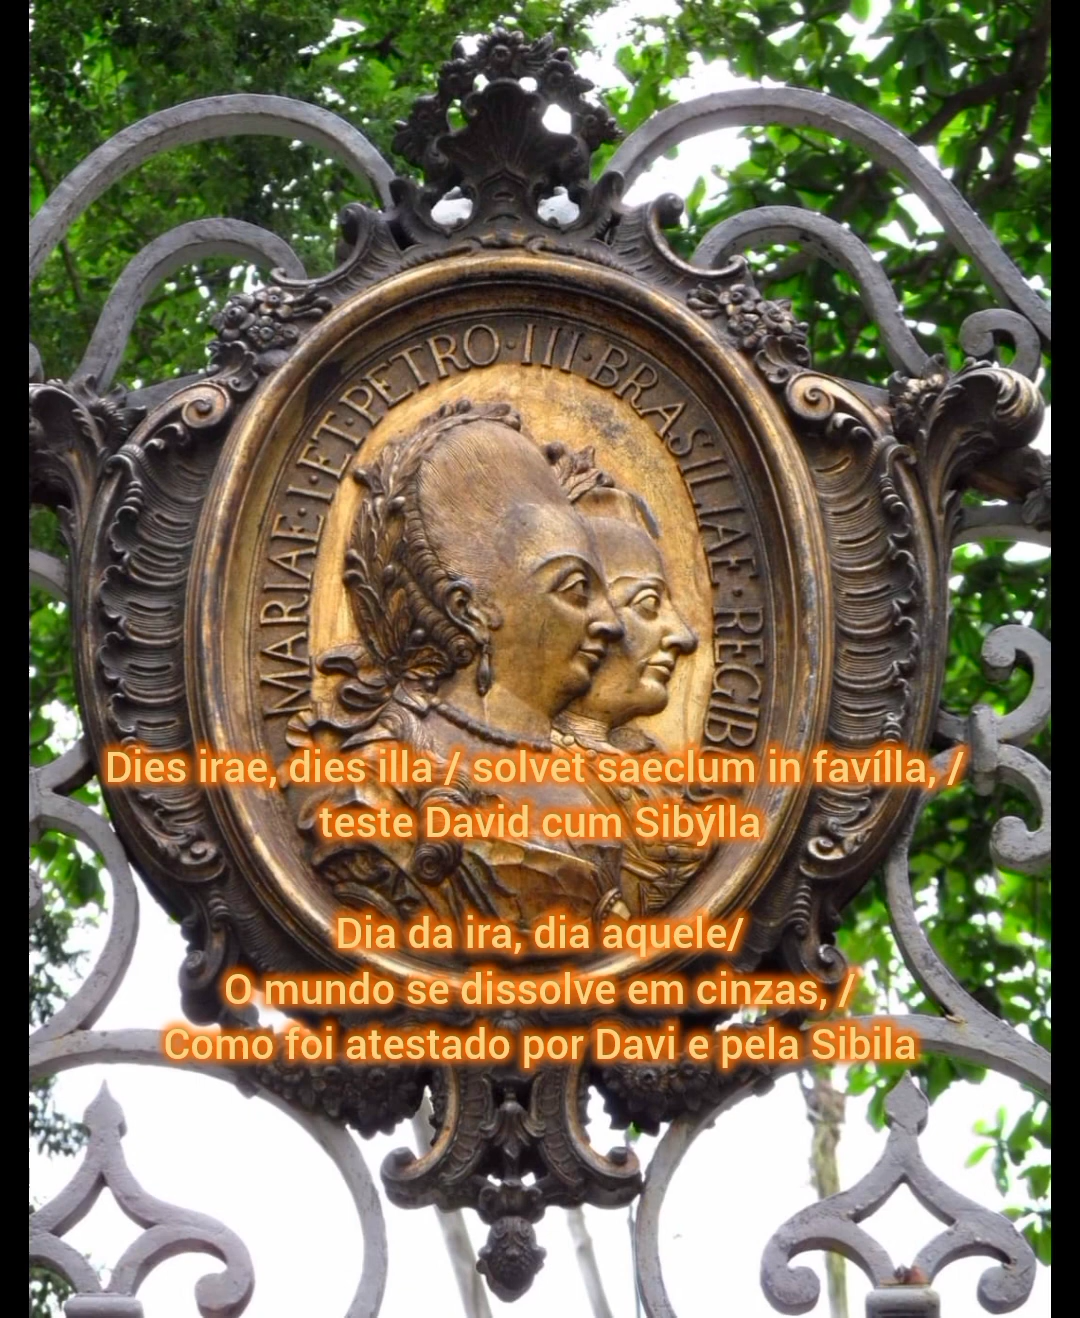 MARIAE·I·ET·PETRO·III·BRASILIAE·REGIB
Dies irae, dies illa / solvet saeclum in favílla, /
teste David cum Sibýlla
Dia da ira, dia aquele/
O mundo se dissolve em cinzas, /
Como foi atestado por Davi e pela Sibila